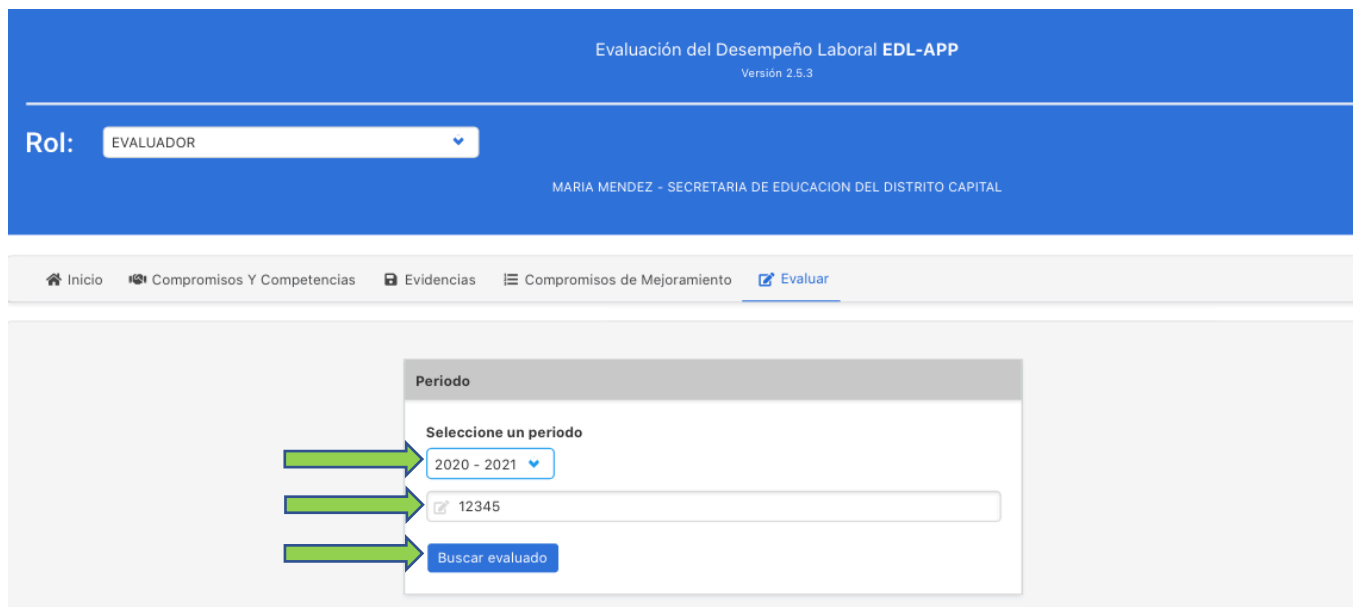 Evaluación del Desempeño Laboral EDL-APP
Versión 2.5.3
Rol: EVALUADOR
MARIA MENDEZ - SECRETARIA DE EDUCACION DEL DISTRITO CAPITAL
Inicio Compromisos Y Competencias Evidencias Compromisos de Mejoramiento Evaluar
Periodo
Seleccione un periodo
2020 - 2021
12345
Buscar evaluado